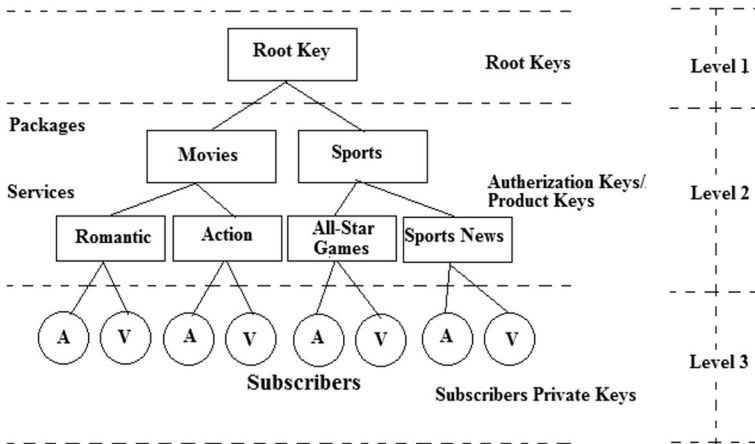 Root Key
Root Keys
Level 1
Packages
Movies
Sports
Services
Autherization Keys/
Product Keys
Level 2
Romantic
Action
All-Star
Games
Sports News
A
V
A
V
A
V
A
V
Level 3
Subscribers
Subscribers Private Keys